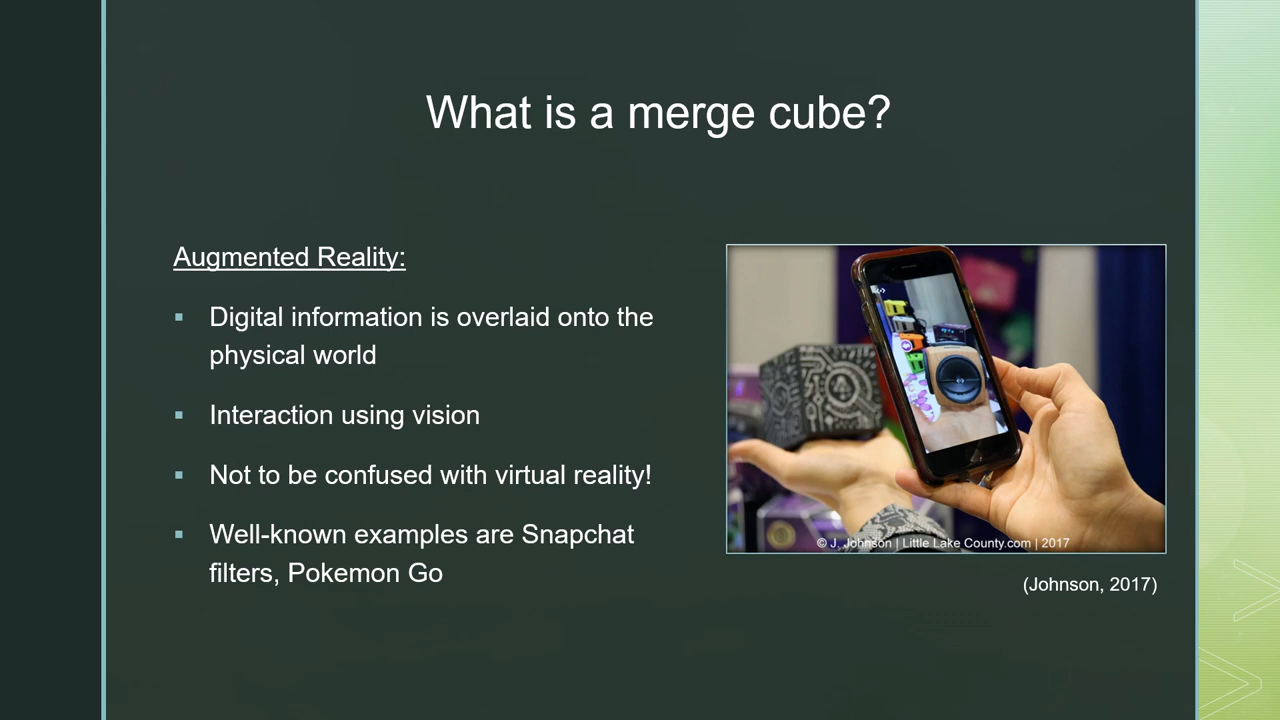 What is a merge cube?
Augmented Reality:
▪ Digital information is overlaid onto the
physical world
▪ Interaction using vision
▪ Not to be confused with virtual reality!
▪ Well-known examples are Snapchat
filters, Pokemon Go
© J. Johnson | Little Lake County.com | 2017
(Johnson, 2017)